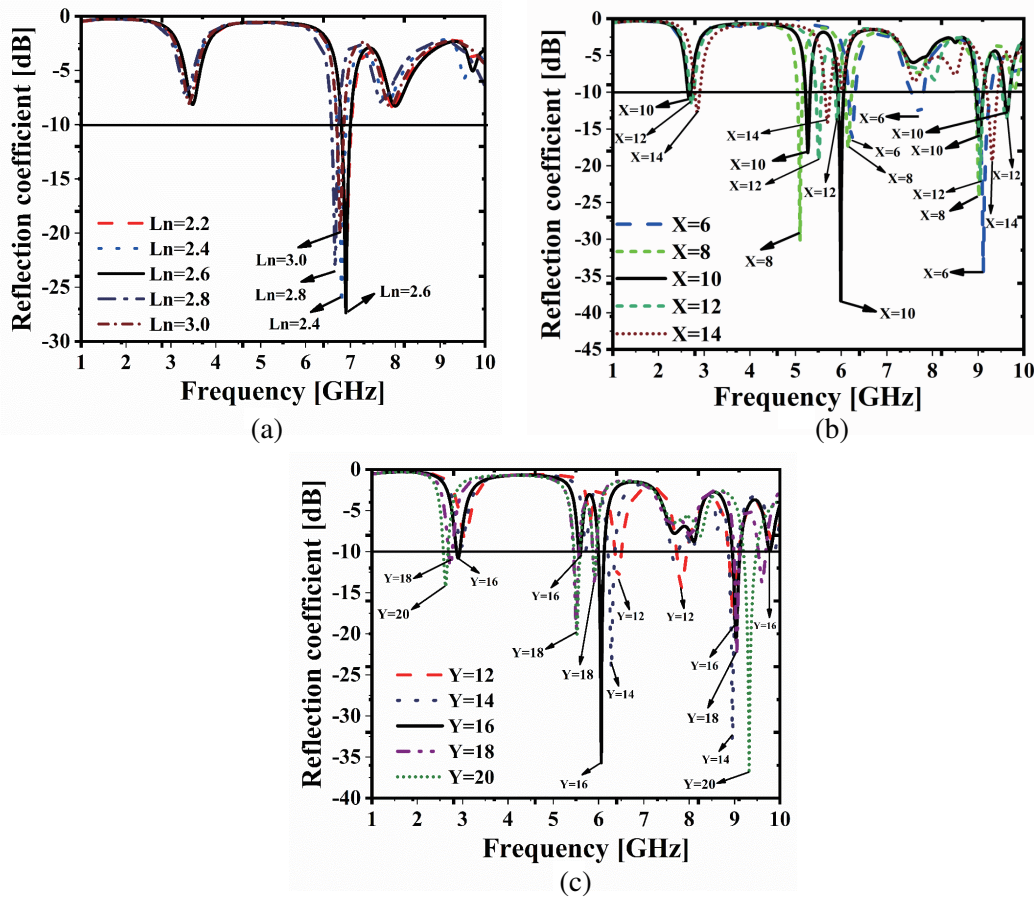 Reflection coefficient [dB]
0
-5
-10
-15
-20
-25
-30
Ln=2.2
Ln=2.4
Ln=2.6
Ln=2.8
Ln=3.0
Ln=3.0
Ln=2.8
Ln=2.6
Ln=2.4
1 2 3 4 5 6 7 8 9 10
Frequency [GHz]
(a)
Reflection coefficient [dB]
0
-5
-10
-15
-20
-25
-30
-35
-40
-45
X=10
X=12
X=14
X=14
X=10
X=12
X=12
X=6
X=8
X=6
X=10
X=10
X=12
X=12
X=8
X=14
X=8
X=6
X=10
X=6
X=8
X=10
X=12
X=14
1 2 3 4 5 6 7 8 9 10
Frequency [GHz]
(b)
Reflection coefficient [dB]
0
-5
-10
-15
-20
-25
-30
-35
-40
Y=18
Y=16
Y=20
Y=16
Y=12
Y=12
Y=16
Y=18
Y=18
Y=14
Y=16
Y=18
Y=14
Y=16
Y=20
Y=12
Y=14
Y=16
Y=18
Y=20
1 2 3 4 5 6 7 8 9 10
Frequency [GHz]
(c)